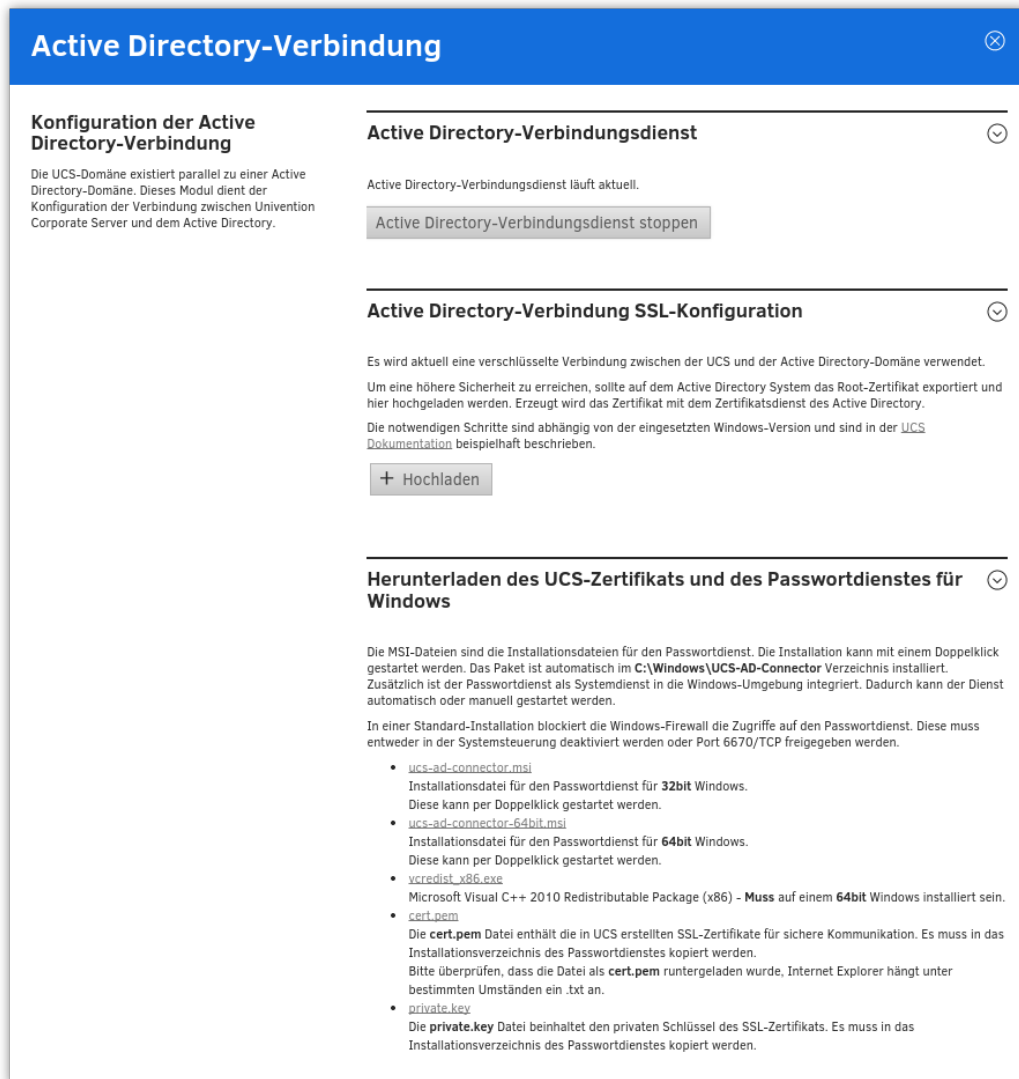 Active Directory-Verbindung
Konfiguration der Active
Directory-Verbindung
Die UCS-Domäne existiert parallel zu einer Active
Directory-Domäne. Dieses Modul dient der
Konfiguration der Verbindung zwischen Univention
Corporate Server und dem Active Directory.
Active Directory-Verbindungsdienst
Active Directory-Verbindungsdienst läuft aktuell.
Active Directory-Verbindungsdienst stoppen
Active Directory-Verbindung SSL-Konfiguration
Es wird aktuell eine verschlüsselte Verbindung zwischen der UCS und der Active Directory-Domäne verwendet.
Um eine höhere Sicherheit zu erreichen, sollte auf dem Active Directory System das Root-Zertifikat exportiert und
hier hochgeladen werden. Erzeugt wird das Zertifikat mit dem Zertifikatsdienst des Active Directory.
Die notwendigen Schritte sind abhängig von der eingesetzten Windows-Version und sind in der UCS
Dokumentation beispielhaft beschrieben.
+ Hochladen
Herunterladen des UCS-Zertifikats und des Passwortdienstes für
Windows
Die MSI-Dateien sind die Installationsdateien für den Passwortdienst. Die Installation kann mit einem Doppelklick
gestartet werden. Das Paket ist automatisch im C:\Windows\UCS-AD-Connector Verzeichnis installiert.
Zusätzlich ist der Passwortdienst als Systemdienst in die Windows-Umgebung integriert. Dadurch kann der Dienst
automatisch oder manuell gestartet werden.
In einer Standard-Installation blockiert die Windows-Firewall die Zugriffe auf den Passwortdienst. Diese muss
entweder in der Systemsteuerung deaktiviert werden oder Port 6670/TCP freigegeben werden.
• ucs-ad-connector.msi
Installationsdatei für den Passwortdienst für 32bit Windows.
Diese kann per Doppelklick gestartet werden.
• ucs-ad-connector-64bit.msi
Installationsdatei für den Passwortdienst für 64bit Windows.
Diese kann per Doppelklick gestartet werden.
• vcredist_x86.exe
Microsoft Visual C++ 2010 Redistributable Package (x86) - Muss auf einem 64bit Windows installiert sein.
• cert.pem
Die cert.pem Datei enthält die in UCS erstellten SSL-Zertifikate für sichere Kommunikation. Es muss in das
Installationsverzeichnis des Passwortdienstes kopiert werden.
Bitte überprüfen, dass die Datei als cert.pem runtergeladen wurde, Internet Explorer hängt unter
bestimmten Umständen ein .txt an.
• private.key
Die private.key Datei beinhaltet den privaten Schlüssel des SSL-Zertifikats. Es muss in das
Installationsverzeichnis des Passwortdienstes kopiert werden.